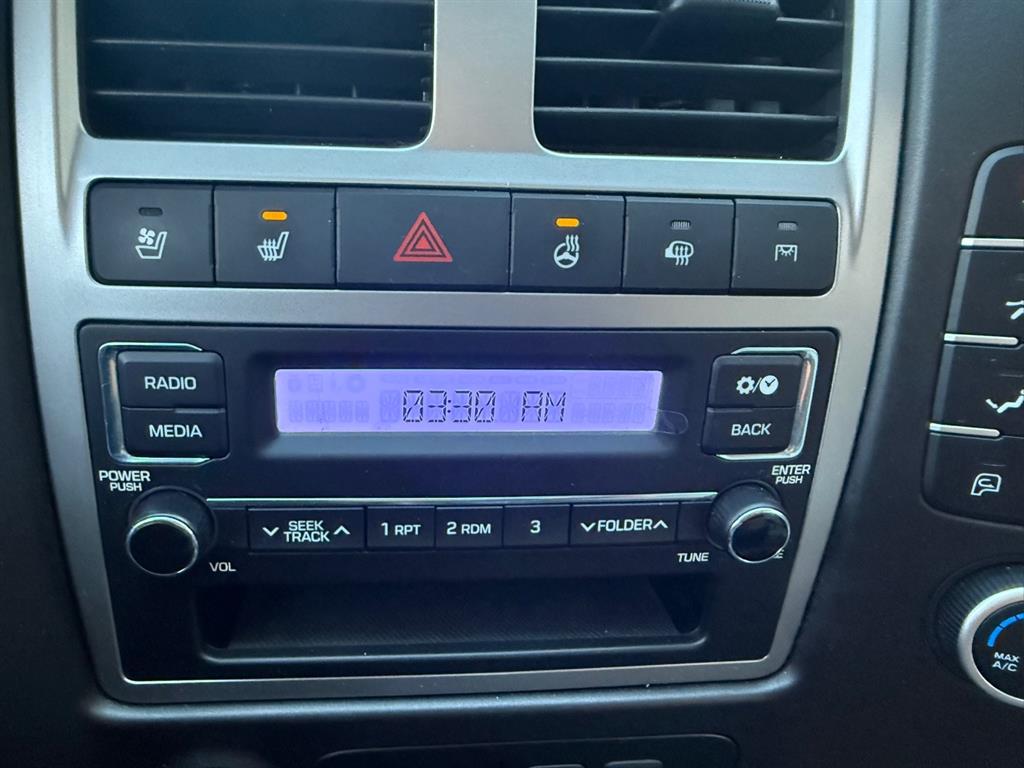 RADIO
03:30 AM
MEDIA
BACK
POWER
PUSH
ENTER
PUSH
SEEK
TRACK
1 RPT
2 RDM
3
FOLDER
VOL
TUNE
MAX
A/C